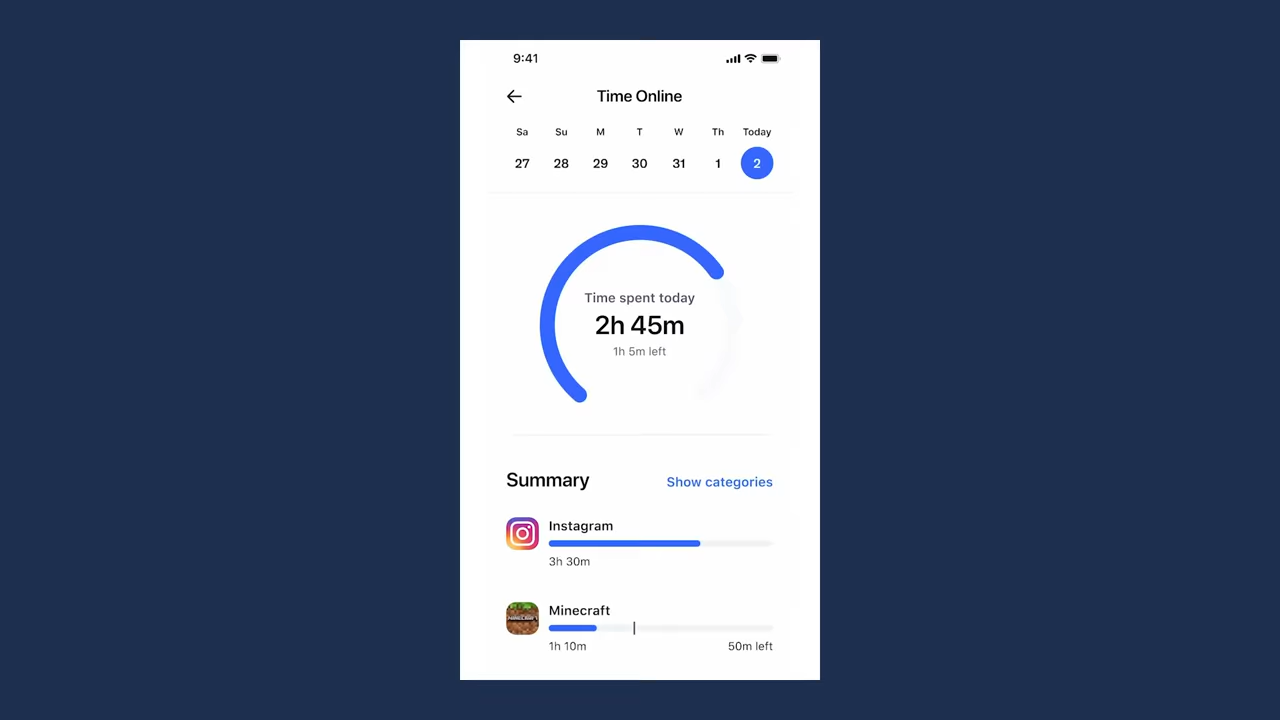 9:41
Time Online
Sa Su M T W Th Today
27 28 29 30 31 1 2
Time spent today
2h 45m
1h 5m left
Summary
Show categories
Instagram
3h 30m
MINECRAFT
Minecraft
1h 10m
50m left